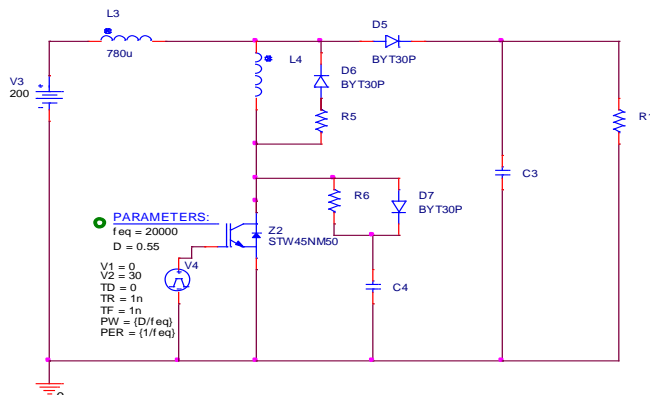 L3
780u
D5
BYT30P
L4
D6
BYT30P
R5
V3
200
C3
R6
D7
BYT30P
PARAMETERS:
feq = 20000
D = 0.55
Z2
STW45NM50
V4
V1 = 0
V2 = 30
TD = 0
TR = 1n
TF = 1n
PW = {D/feq}
PER = {1/feq}
C4